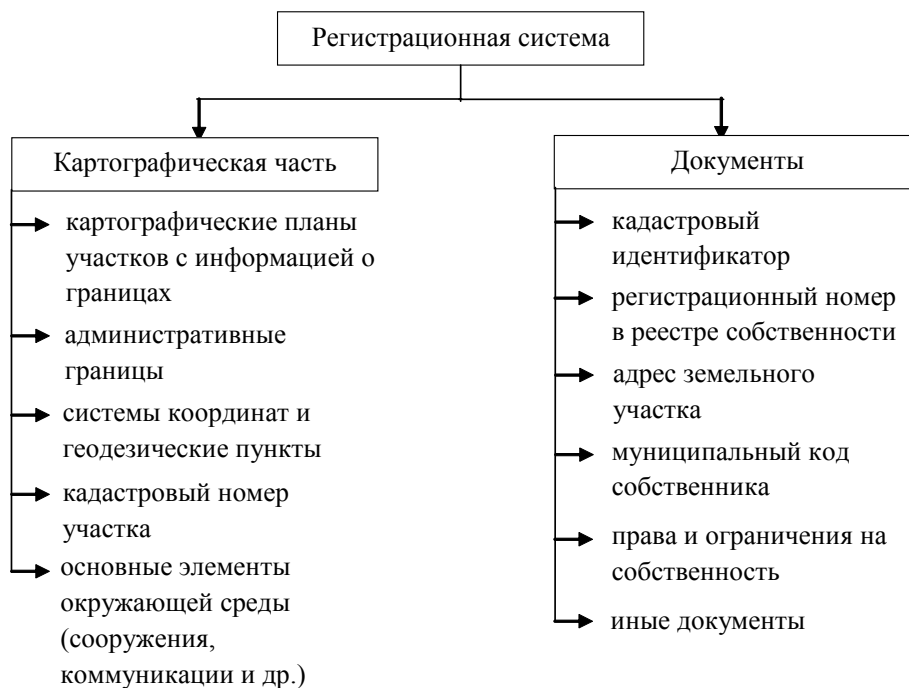 Регистрационная система
Картографическая часть
картографические планы
участков с информацией о
границах
административные
границы
системы координат и
геодезические пункты
кадастровый номер
участка
основные элементы
окружающей среды
(сооружения,
коммуникации и др.)
Документы
кадастровый
идентификатор
регистрационный номер
в реестре собственности
адрес земельного
участка
муниципальный код
собственника
права и ограничения на
собственность
иные документы